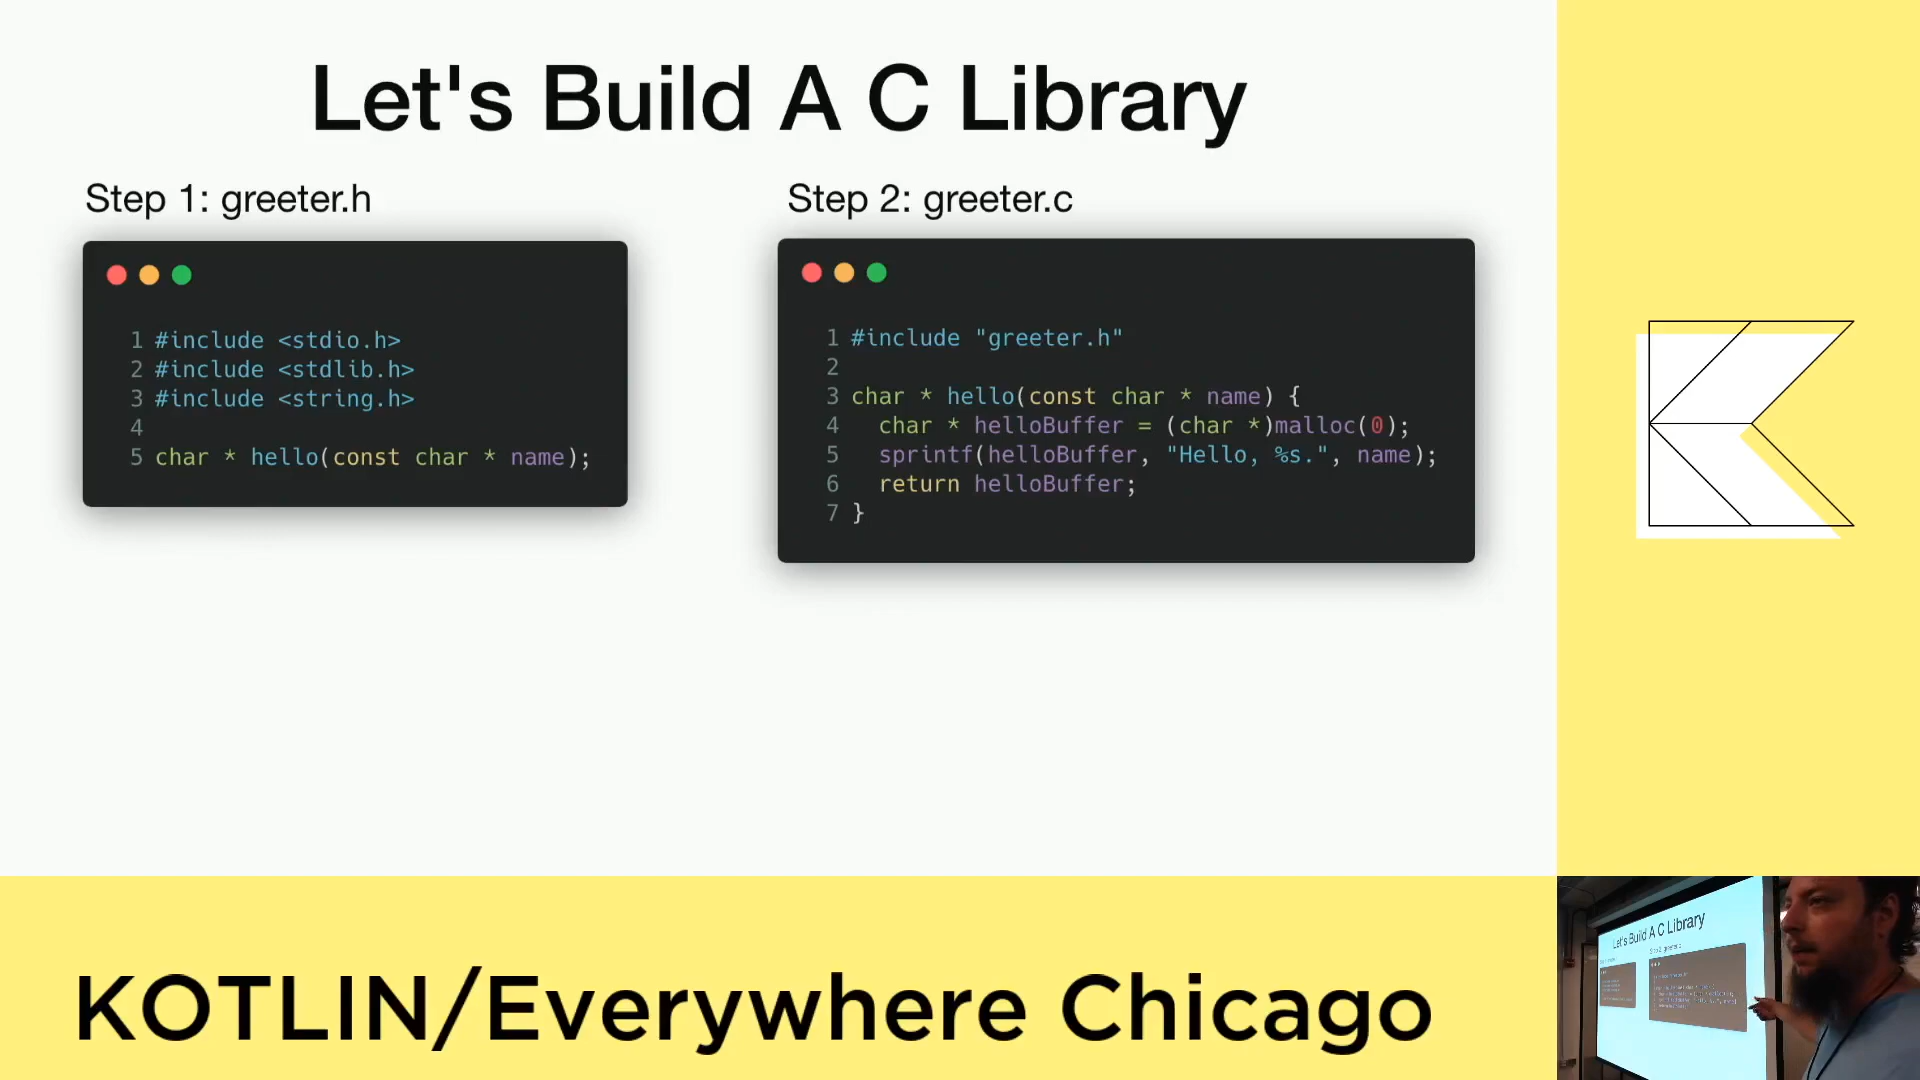 Let's Build A C Library
Step 1: greeter.h
1 #include <stdio.h>
2 #include <stdlib.h>
3 #include <string.h>
4
5 char * hello(const char * name);
Step 2: greeter.c
1 #include "greeter.h"
2
3 char * hello(const char * name) {
4   char * helloBuffer = (char *)malloc(0);
5   sprintf(helloBuffer, "Hello, %s.", name);
6   return helloBuffer;
7 }
KOTLIN/Everywhere Chicago
Let's Build A C Library